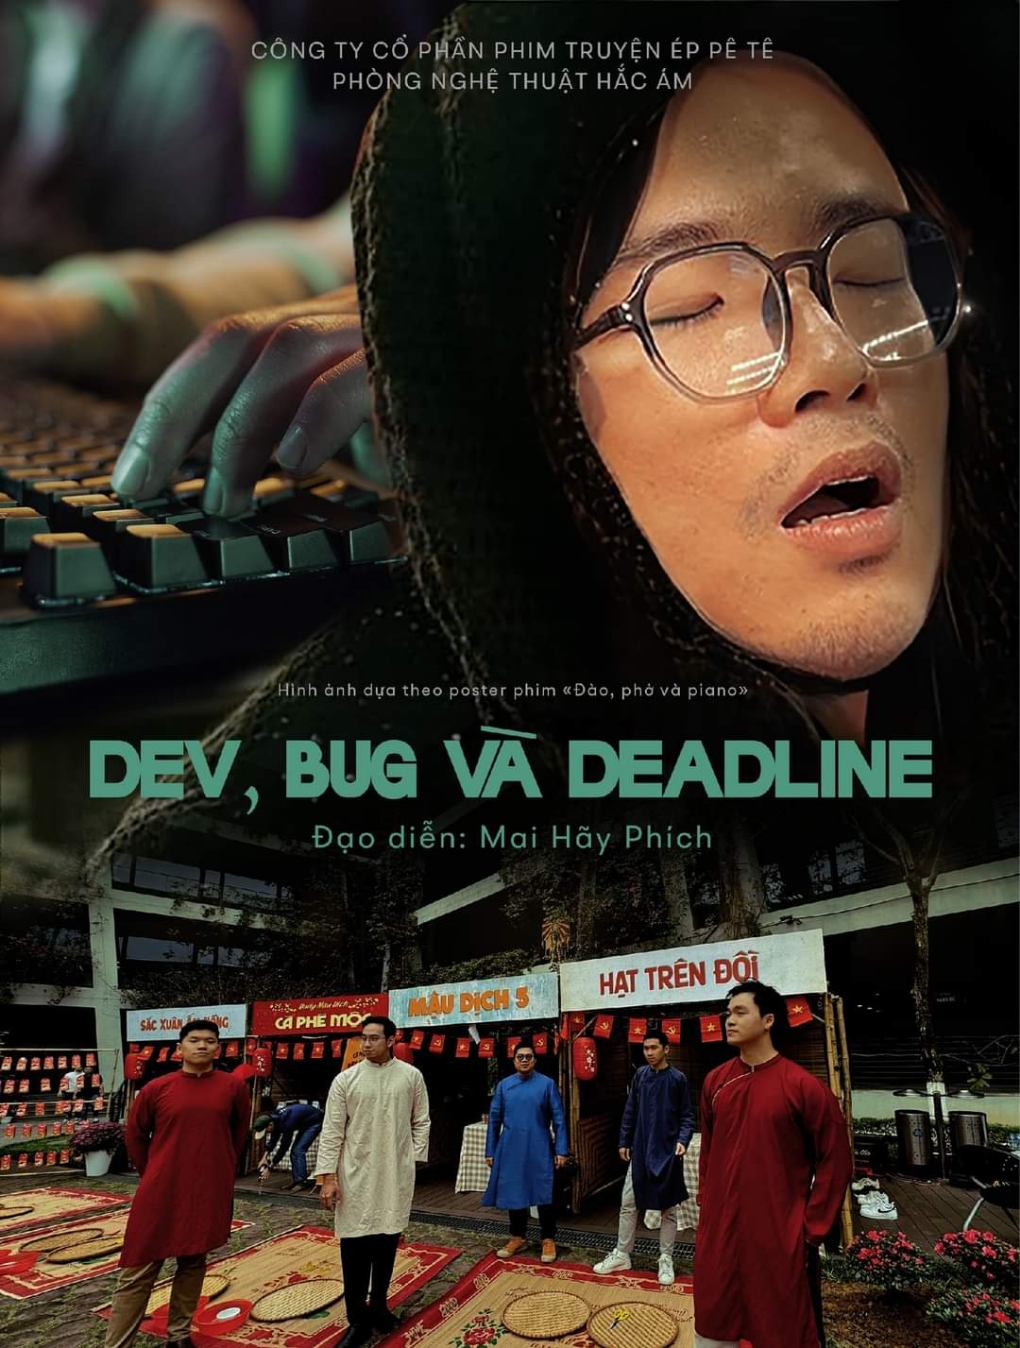 CÔNG TY CỔ PHẦN PHIM TRUYỆN ÉP PÊ TÊ
PHÒNG NGHỆ THUẬT HẮC ÁM
Hình ảnh dựa theo poster phim «Đào, phở và piano»
DEV, BUG VÀ DEADLINE
Đạo diễn: Mai Hãy Phích
HẠT TRÊN ĐỒI
MẬU DỊCH 5
CÀ PHÊ MỘC
SẮC XUÂN